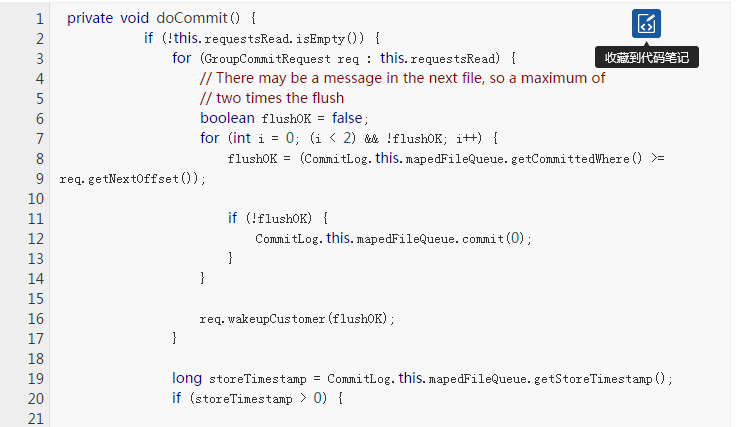 1 private void doCommit() {
2 if (!this.requestsRead.isEmpty()) {
3 for (GroupCommitRequest req : this.requestsRead) {
4 // There may be a message in the next file, so a maximum of
5 // two times the flush
6 boolean flushOK = false;
7 for (int i = 0; (i < 2) && !flushOK; i++) {
8 flushOK = (CommitLog.this.mapedFileQueue.getCommittedWhere() >=
9 req.getNextOffset());
10
11 if (!flushOK) {
12 CommitLog.this.mapedFileQueue.commit(0);
13 }
14 }
15
16 req.wakeupCustomer(flushOK);
17 }
18
19 long storeTimestamp = CommitLog.this.mapedFileQueue.getStoreTimestamp();
20 if (storeTimestamp > 0) {
21
收藏到代码笔记